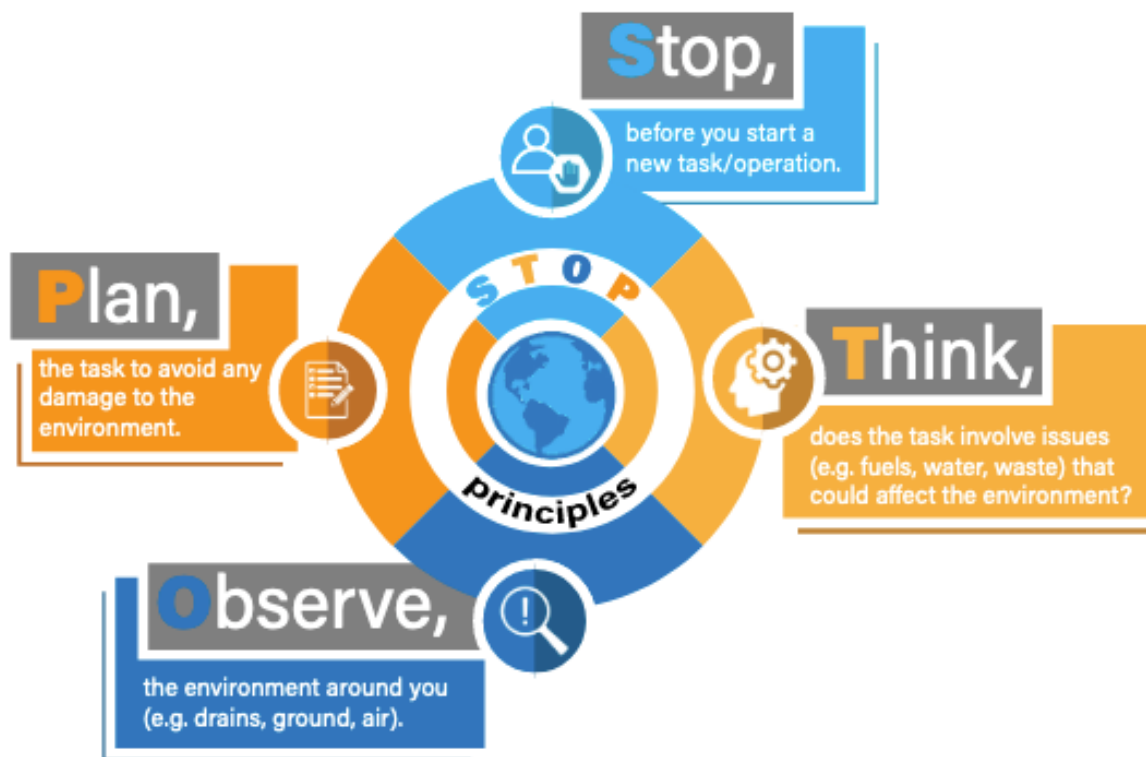 Stop,
before you start a
new task/operation.
Think,
does the task involve issues
(e.g. fuels, water, waste) that
could affect the environment?
Observe,
the environment around you
(e.g. drains, ground, air).
Plan,
the task to avoid any
damage to the
environment.
STOP
principles